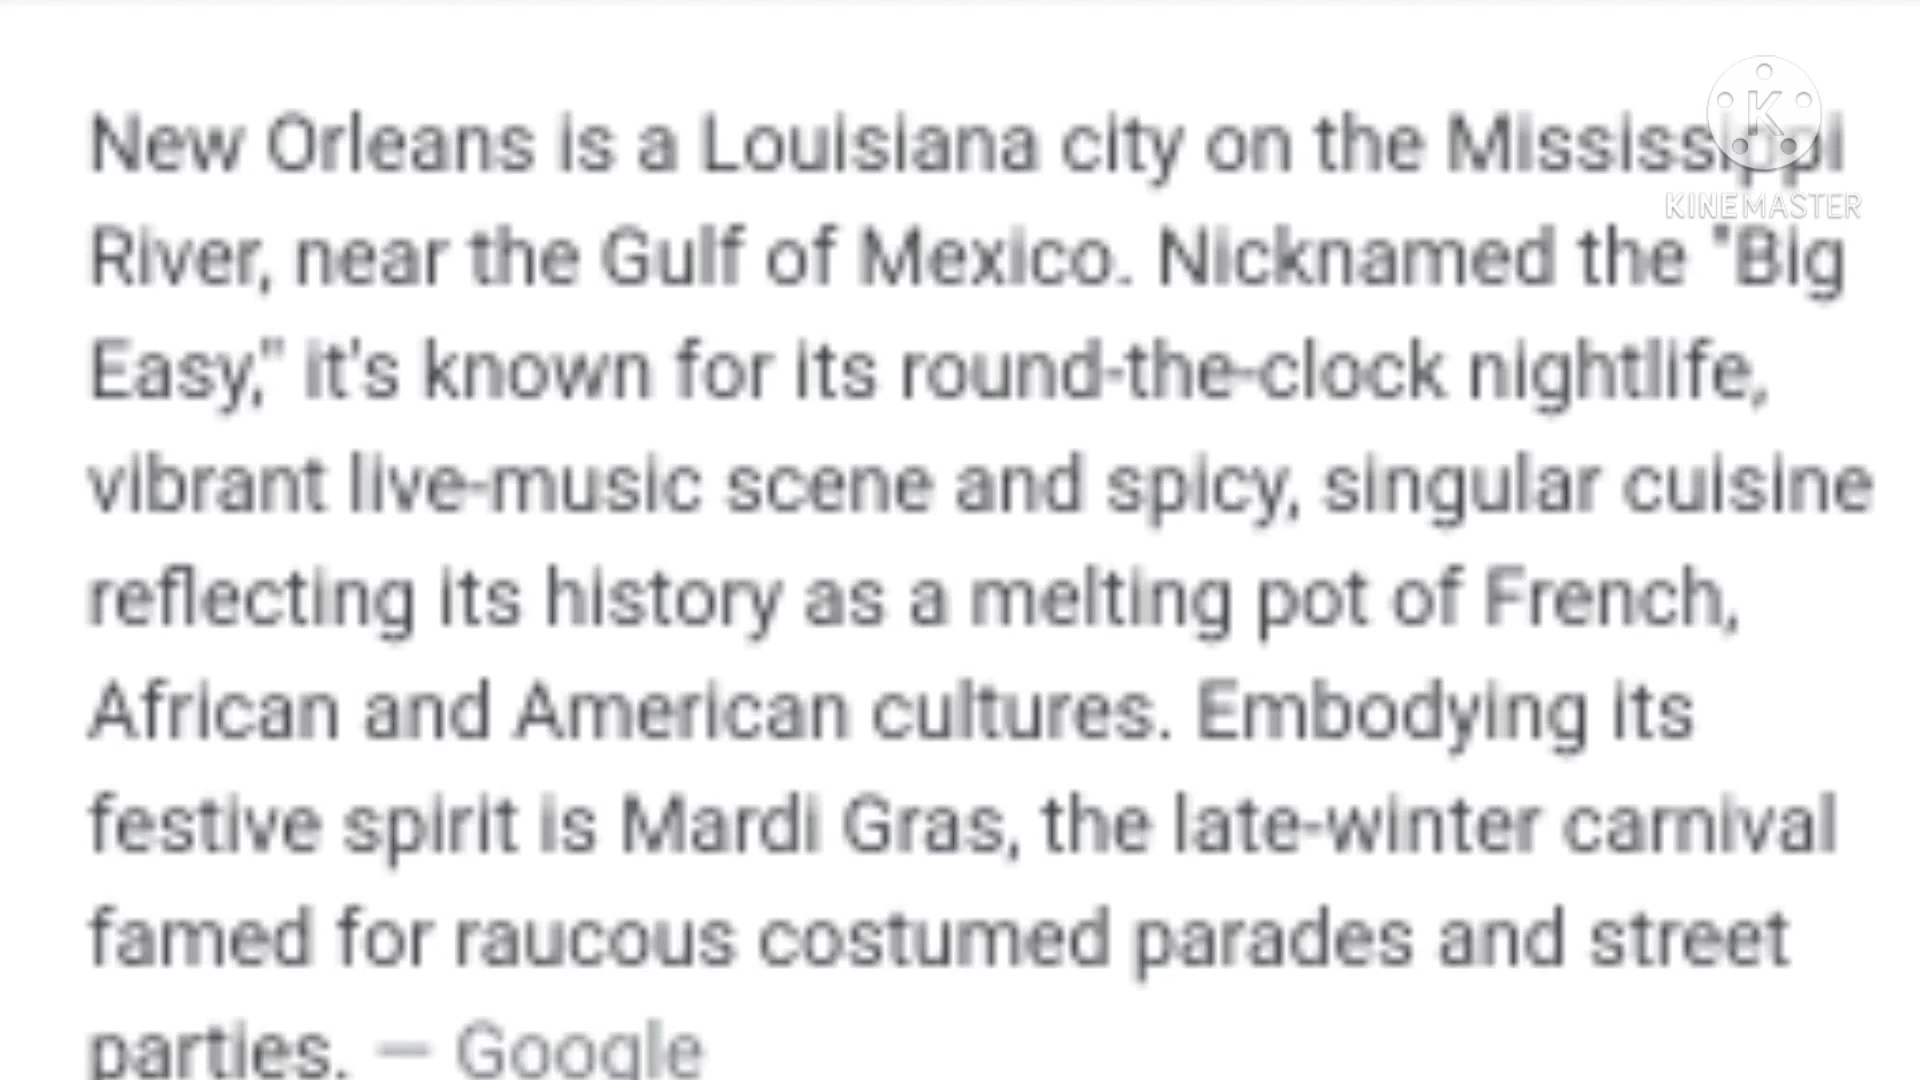 New Orleans is a Louisiana city on the Mississippi
River, near the Gulf of Mexico. Nicknamed the "Big
Easy," it's known for its round-the-clock nightlife,
vibrant live-music scene and spicy, singular cuisine
reflecting its history as a melting pot of French,
African and American cultures. Embodying its
festive spirit is Mardi Gras, the late-winter carnival
famed for raucous costumed parades and street
parties. — Google
K
KINEMASTER